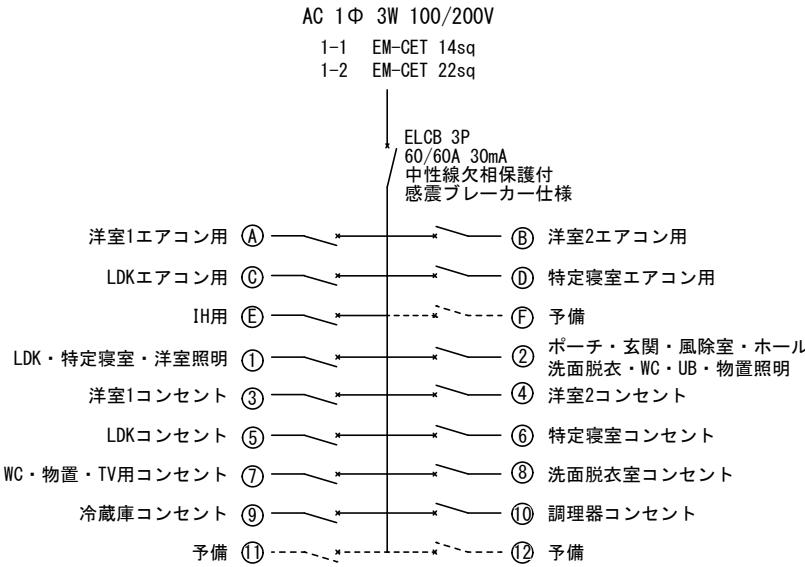 AC 1Φ 3W 100/200V
1-1 EM-CET 14sq
1-2 EM-CET 22sq
ELCB 3P
60/60A 30mA
中性線欠相保護付
感震ブレーカー仕様
洋室1エアコン用 Ⓐ Ⓑ 洋室2エアコン用
LDKエアコン用 Ⓒ Ⓓ 特定寝室エアコン用
IH用 Ⓔ Ⓕ 予備
LDK・特定寝室・洋室照明 ① ② ポーチ・玄関・風除室・ホール
洗面脱衣・WC・UB・物置照明
洋室1コンセント ③ ④ 洋室2コンセント
LDKコンセント ⑤ ⑥ 特定寝室コンセント
WC・物置・TV用コンセント ⑦ ⑧ 洗面脱衣室コンセント
冷蔵庫コンセント ⑨ ⑩ 調理器コンセント
予備 ⑪ ⑫ 予備